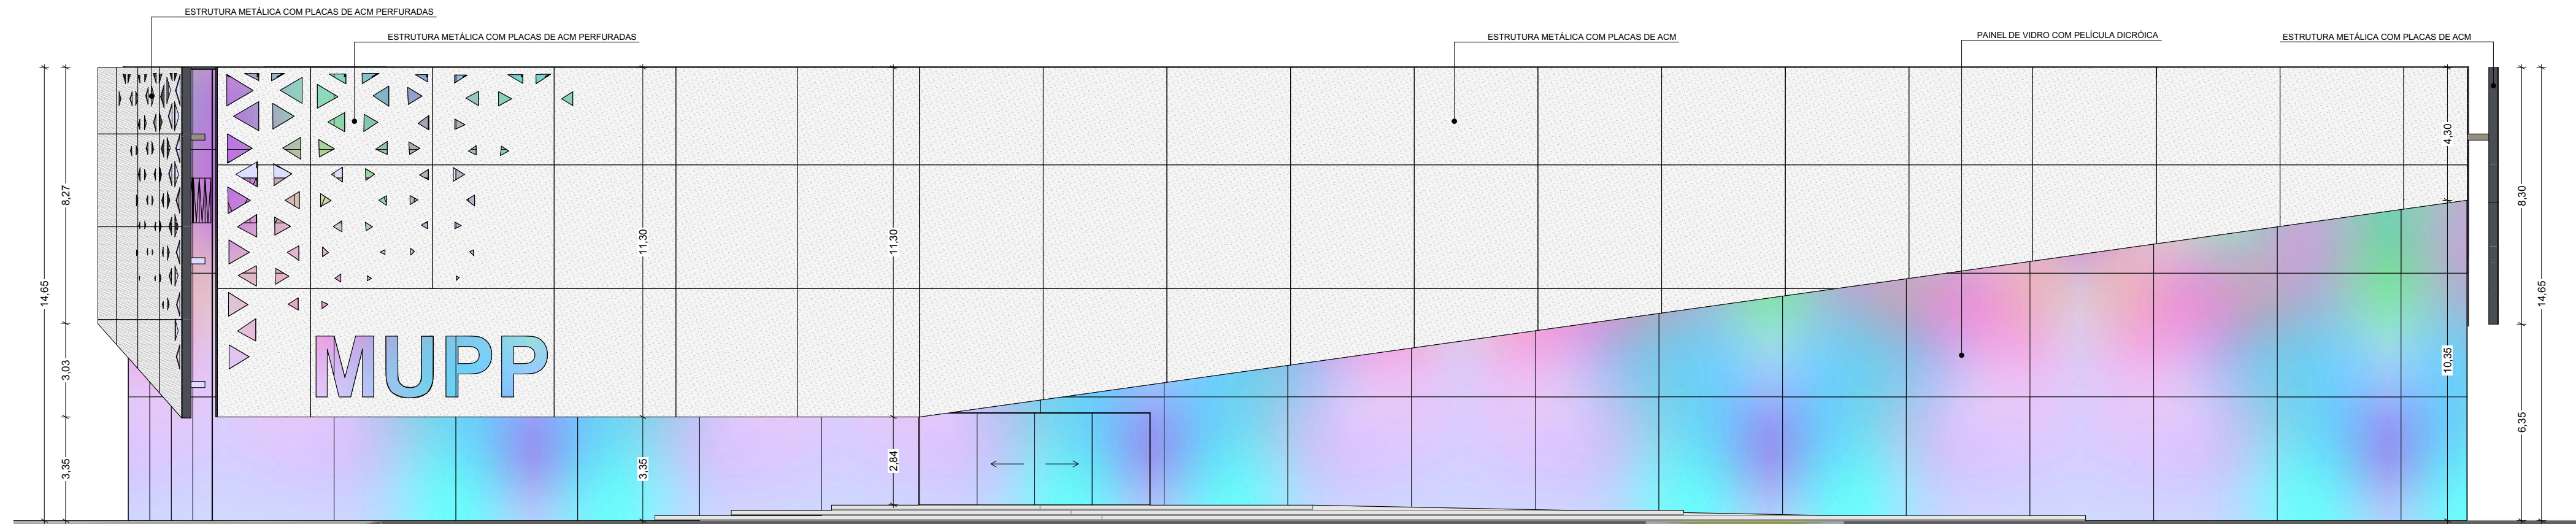 ESTRUTURA METÁLICA COM PLACAS DE ACM PERFURADAS
ESTRUTURA METÁLICA COM PLACAS DE ACM PERFURADAS
ESTRUTURA METÁLICA COM PLACAS DE ACM
PAINEL DE VIDRO COM PELÍCULA DICRÓICA
ESTRUTURA METÁLICA COM PLACAS DE ACM
14,65
8,27
3,03
3,35
MUPP
11,30
3,35
11,30
2,84
4,30
10,35
8,30
6,35
14,65